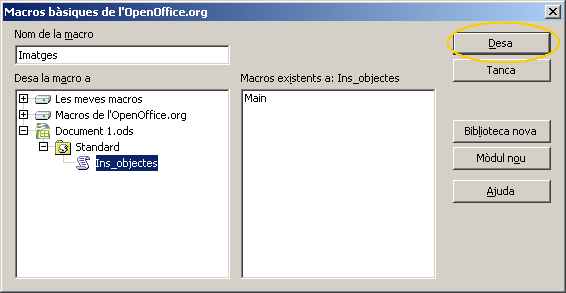 Macros bàsiques de l'OpenOffice.org
Nom de la macro
Imatges
Desa la macro a
Les meves macros
Macros de l'OpenOffice.org
Document 1.ods
Standard
Ins_objectes
Macros existents a: Ins_objectes
Main
Desa
Tanca
Biblioteca nova
Mòdul nou
Ajuda